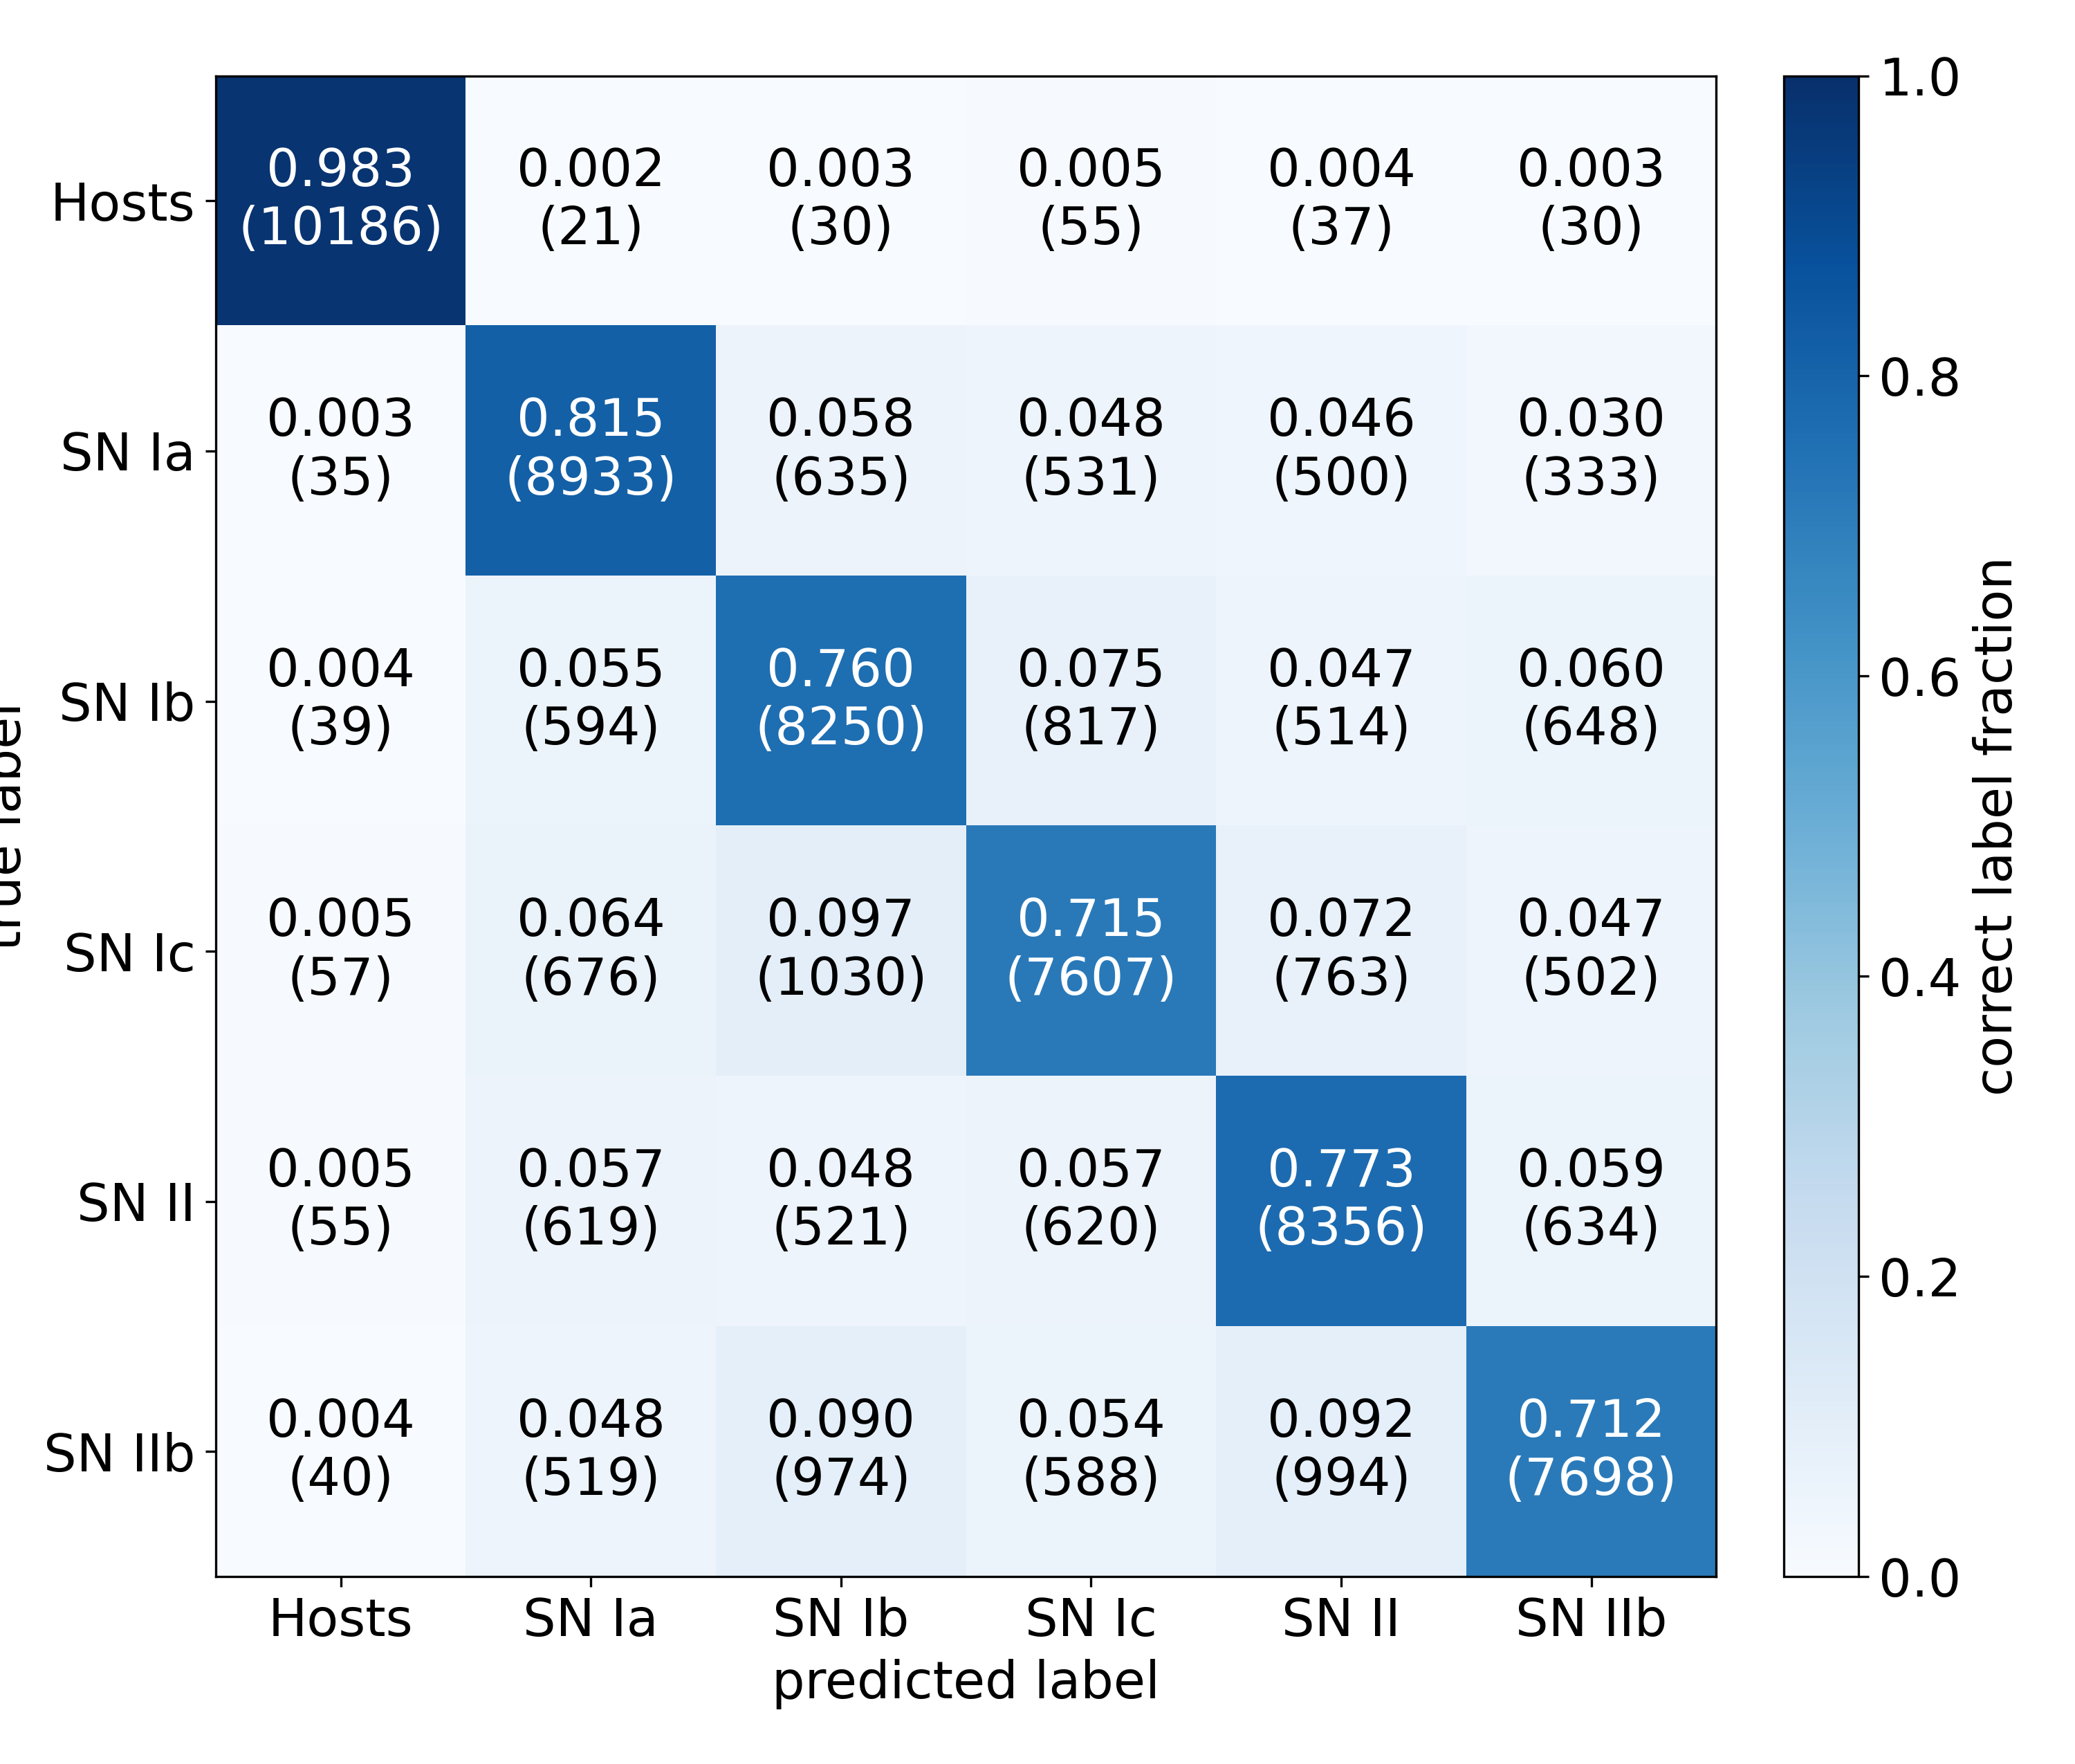 Hosts 0.983 0.002 0.003 0.005 0.004 0.003
(10186) (21) (30) (55) (37) (30)
SN Ia 0.003 0.815 0.058 0.048 0.046 0.030
(35) (8933) (635) (531) (500) (333)
SN Ib 0.004 0.055 0.760 0.075 0.047 0.060
(39) (594) (8250) (817) (514) (648)
SN Ic 0.005 0.064 0.097 0.715 0.072 0.047
(57) (676) (1030) (7607) (763) (502)
SN II 0.005 0.057 0.048 0.057 0.773 0.059
(55) (619) (521) (620) (8356) (634)
SN IIb 0.004 0.048 0.090 0.054 0.092 0.712
(40) (519) (974) (588) (994) (7698)
Hosts SN Ia SN Ib SN Ic SN II SN IIb
predicted label
true label
1.0
0.8
0.6
0.4
0.2
0.0
correct label fraction